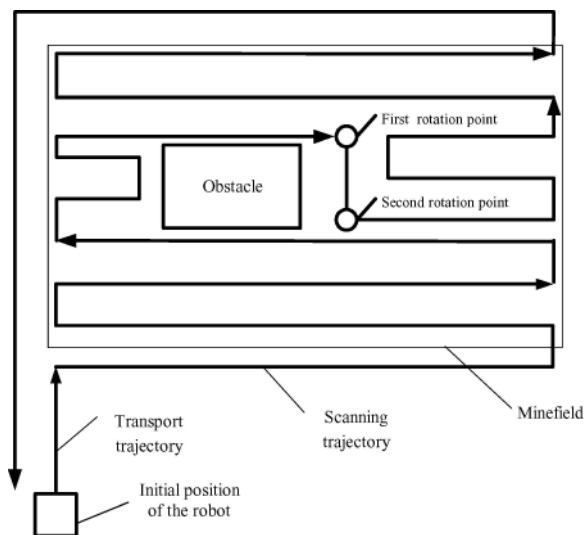 First rotation point
Obstacle
Second rotation point
Minefield
Transport
trajectory
Scanning
trajectory
Initial position
of the robot